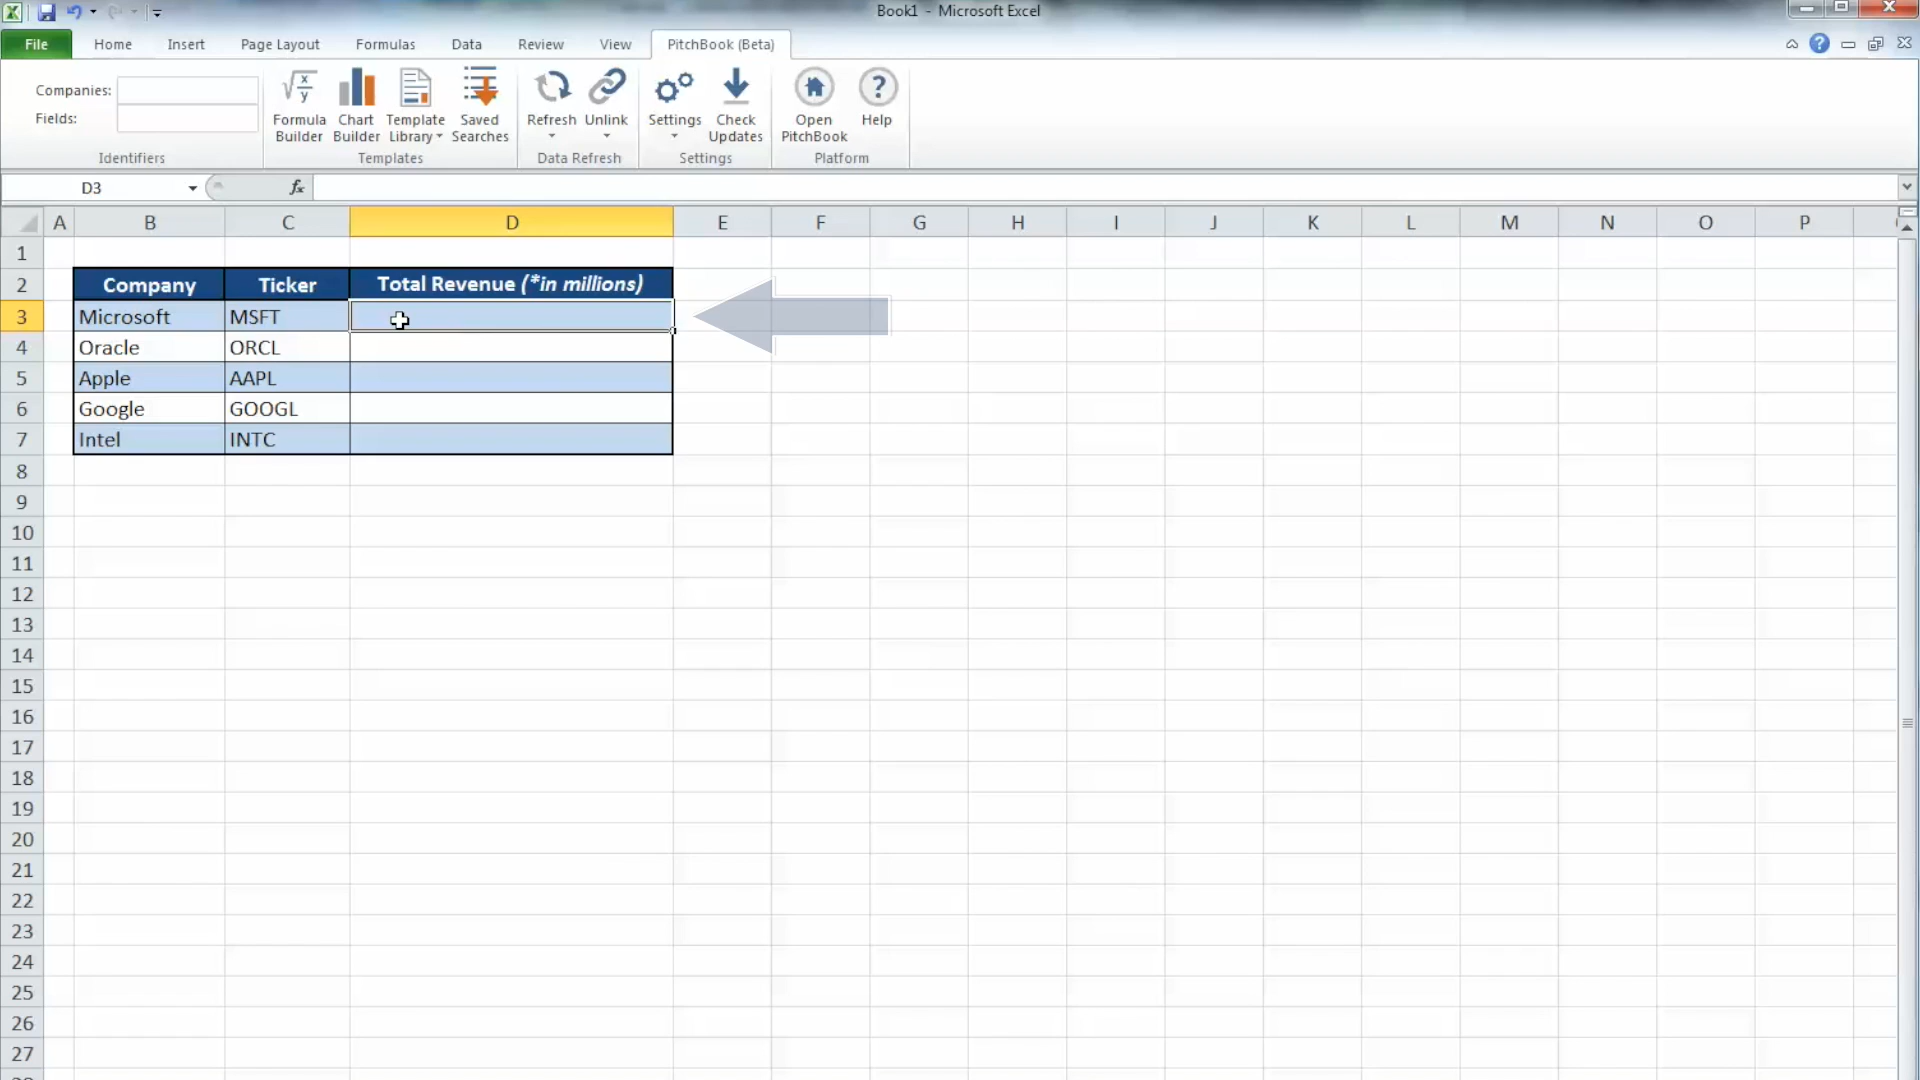 Book1 - Microsoft Excel
File Home Insert Page Layout Formulas Data Review View PitchBook (Beta)
Companies:
Fields:
Identifiers
Formula Builder
Chart Builder
Template Library
Saved Searches
Templates
Refresh
Unlink
Data Refresh
Settings
Check Updates
Settings
Open PitchBook
Help
Platform
D3 fx
A B C D E F G H I J K L M N O P
1
2 Company Ticker Total Revenue (*in millions)
3 Microsoft MSFT
4 Oracle ORCL
5 Apple AAPL
6 Google GOOGL
7 Intel INTC
8
9
10
11
12
13
14
15
16
17
18
19
20
21
22
23
24
25
26
27